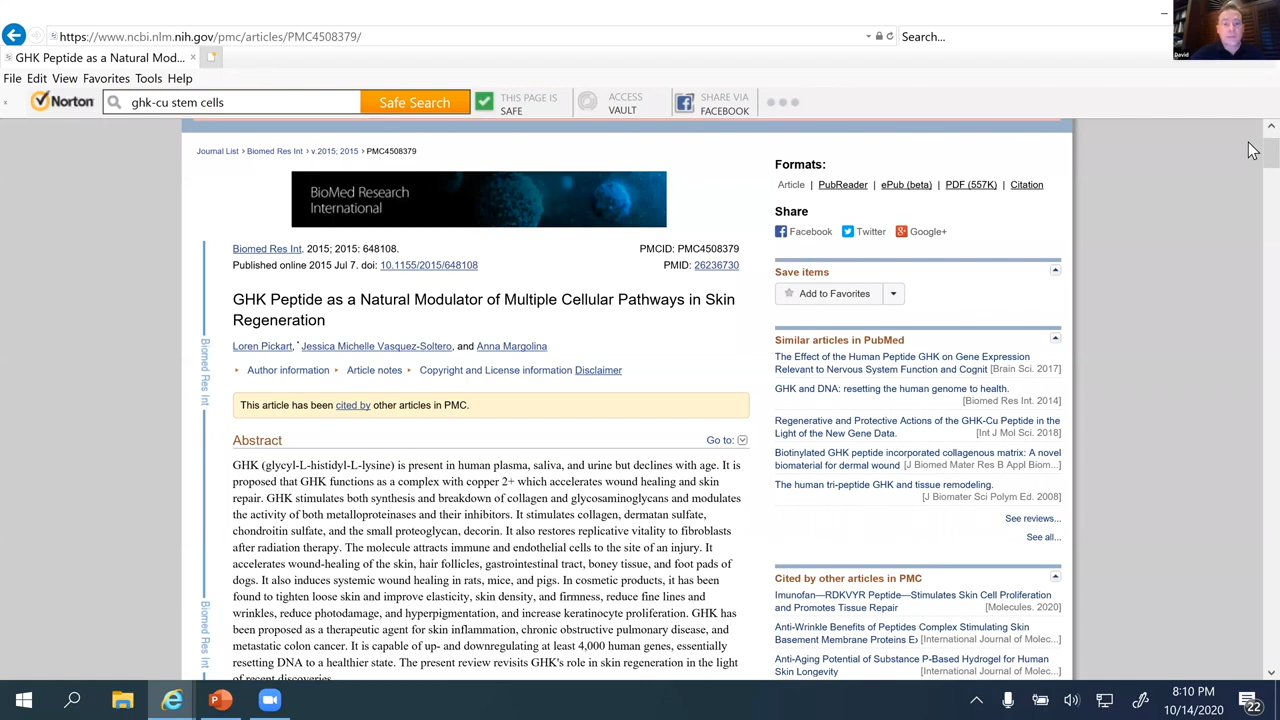 https://www.ncbi.nlm.nih.gov/pmc/articles/PMC4508379/
Search...
David
GHK Peptide as a Natural Mod...
File Edit View Favorites Tools Help
Norton
ghk-cu stem cells
Safe Search
THIS PAGE IS
SAFE
ACCESS
VAULT
SHARE VIA
FACEBOOK
Journal List > Biomed Res Int > v.2015; 2015 > PMC4508379
BioMed Research
International
Biomed Res Int. 2015; 2015: 648108.
PMCID: PMC4508379
Published online 2015 Jul 7. doi: 10.1155/2015/648108
PMID: 26236730
GHK Peptide as a Natural Modulator of Multiple Cellular Pathways in Skin
Regeneration
Loren Pickart,* Jessica Michelle Vasquez-Soltero, and Anna Margolina
Author information Article notes Copyright and License information Disclaimer
This article has been cited by other articles in PMC.
Abstract
Go to:
GHK (glycyl-L-histidyl-L-lysine) is present in human plasma, saliva, and urine but declines with age. It is
proposed that GHK functions as a complex with copper 2+ which accelerates wound healing and skin
repair. GHK stimulates both synthesis and breakdown of collagen and glycosaminoglycans and modulates
the activity of both metalloproteinases and their inhibitors. It stimulates collagen, dermatan sulfate,
chondroitin sulfate, and the small proteoglycan, decorin. It also restores replicative vitality to fibroblasts
after radiation therapy. The molecule attracts immune and endothelial cells to the site of an injury. It
accelerates wound-healing of the skin, hair follicles, gastrointestinal tract, boney tissue, and foot pads of
dogs. It also induces systemic wound healing in rats, mice, and pigs. In cosmetic products, it has been
found to tighten loose skin and improve elasticity, skin density, and firmness, reduce fine lines and
wrinkles, reduce photodamage, and hyperpigmentation, and increase keratinocyte proliferation. GHK has
been proposed as a therapeutic agent for skin inflammation, chronic obstructive pulmonary disease, and
metastatic colon cancer. It is capable of up- and downregulating at least 4,000 human genes, essentially
resetting DNA to a healthier state. The present review revisits GHK's role in skin regeneration in the light
of recent discoveries.
Biomed Res Int
Biomed Res Int
Formats:
Article | PubReader | ePub (beta) | PDF (557K) | Citation
Share
Facebook Twitter Google+
Save items
Add to Favorites
Similar articles in PubMed
The Effect of the Human Peptide GHK on Gene Expression
Relevant to Nervous System Function and Cognit [Brain Sci. 2017]
GHK and DNA: resetting the human genome to health.
[Biomed Res Int. 2014]
Regenerative and Protective Actions of the GHK-Cu Peptide in the
Light of the New Gene Data. [Int J Mol Sci. 2018]
Biotinylated GHK peptide incorporated collagenous matrix: A novel
biomaterial for dermal wound [J Biomed Mater Res B Appl Biom...]
The human tri-peptide GHK and tissue remodeling.
[J Biomater Sci Polym Ed. 2008]
See reviews...
See all...
Cited by other articles in PMC
Imunofan—RDKVYR Peptide—Stimulates Skin Cell Proliferation
and Promotes Tissue Repair [Molecules. 2020]
Anti-Wrinkle Benefits of Peptides Complex Stimulating Skin
Basement Membrane Proteins E [International Journal of Molec...]
Anti-Aging Potential of Substance P-Based Hydrogel for Human
Skin Longevity [International Journal of Molec...]
8:10 PM
10/14/2020
22